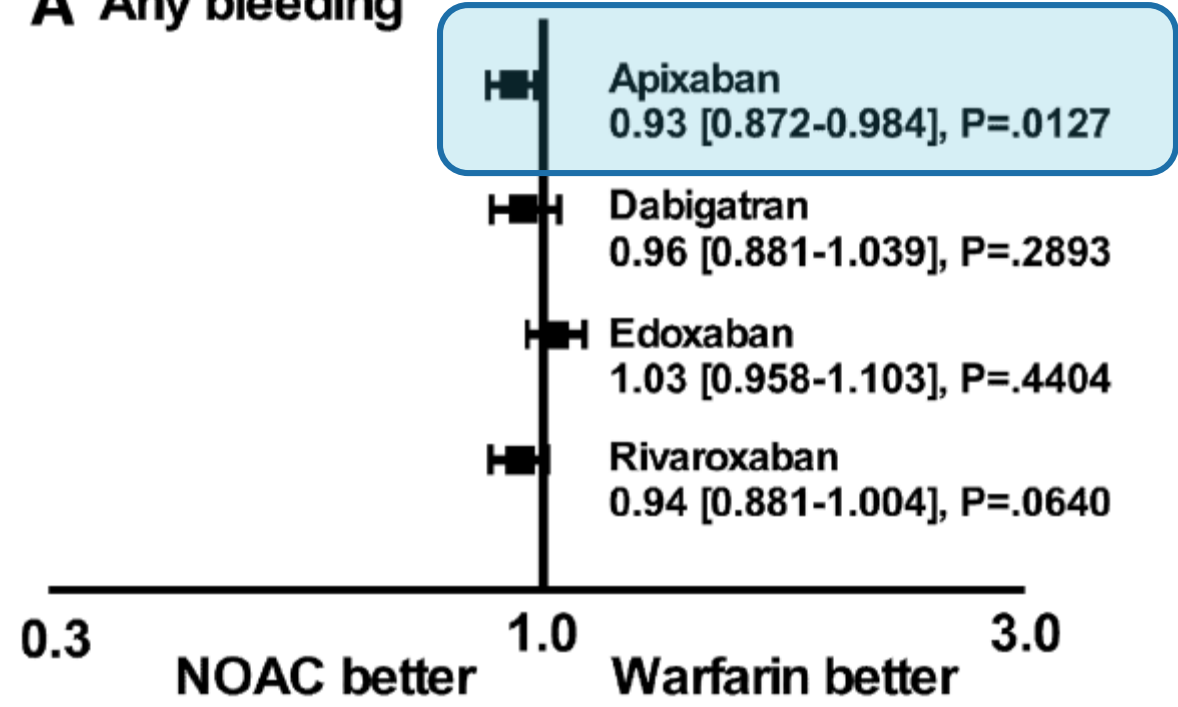 A Any bleeding
Apixaban
0.93 [0.872-0.984], P=.0127
Dabigatran
0.96 [0.881-1.039], P=.2893
Edoxaban
1.03 [0.958-1.103], P=.4404
Rivaroxaban
0.94 [0.881-1.004], P=.0640
0.3 1.0 3.0
NOAC better Warfarin better